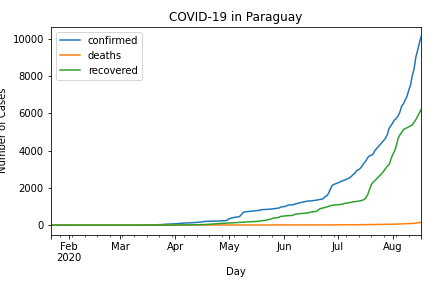 COVID-19 in Paraguay
confirmed
deaths
recovered
Number of Cases
10000
8000
6000
4000
2000
0
Feb Mar Apr May Jun Jul Aug
2020
Day